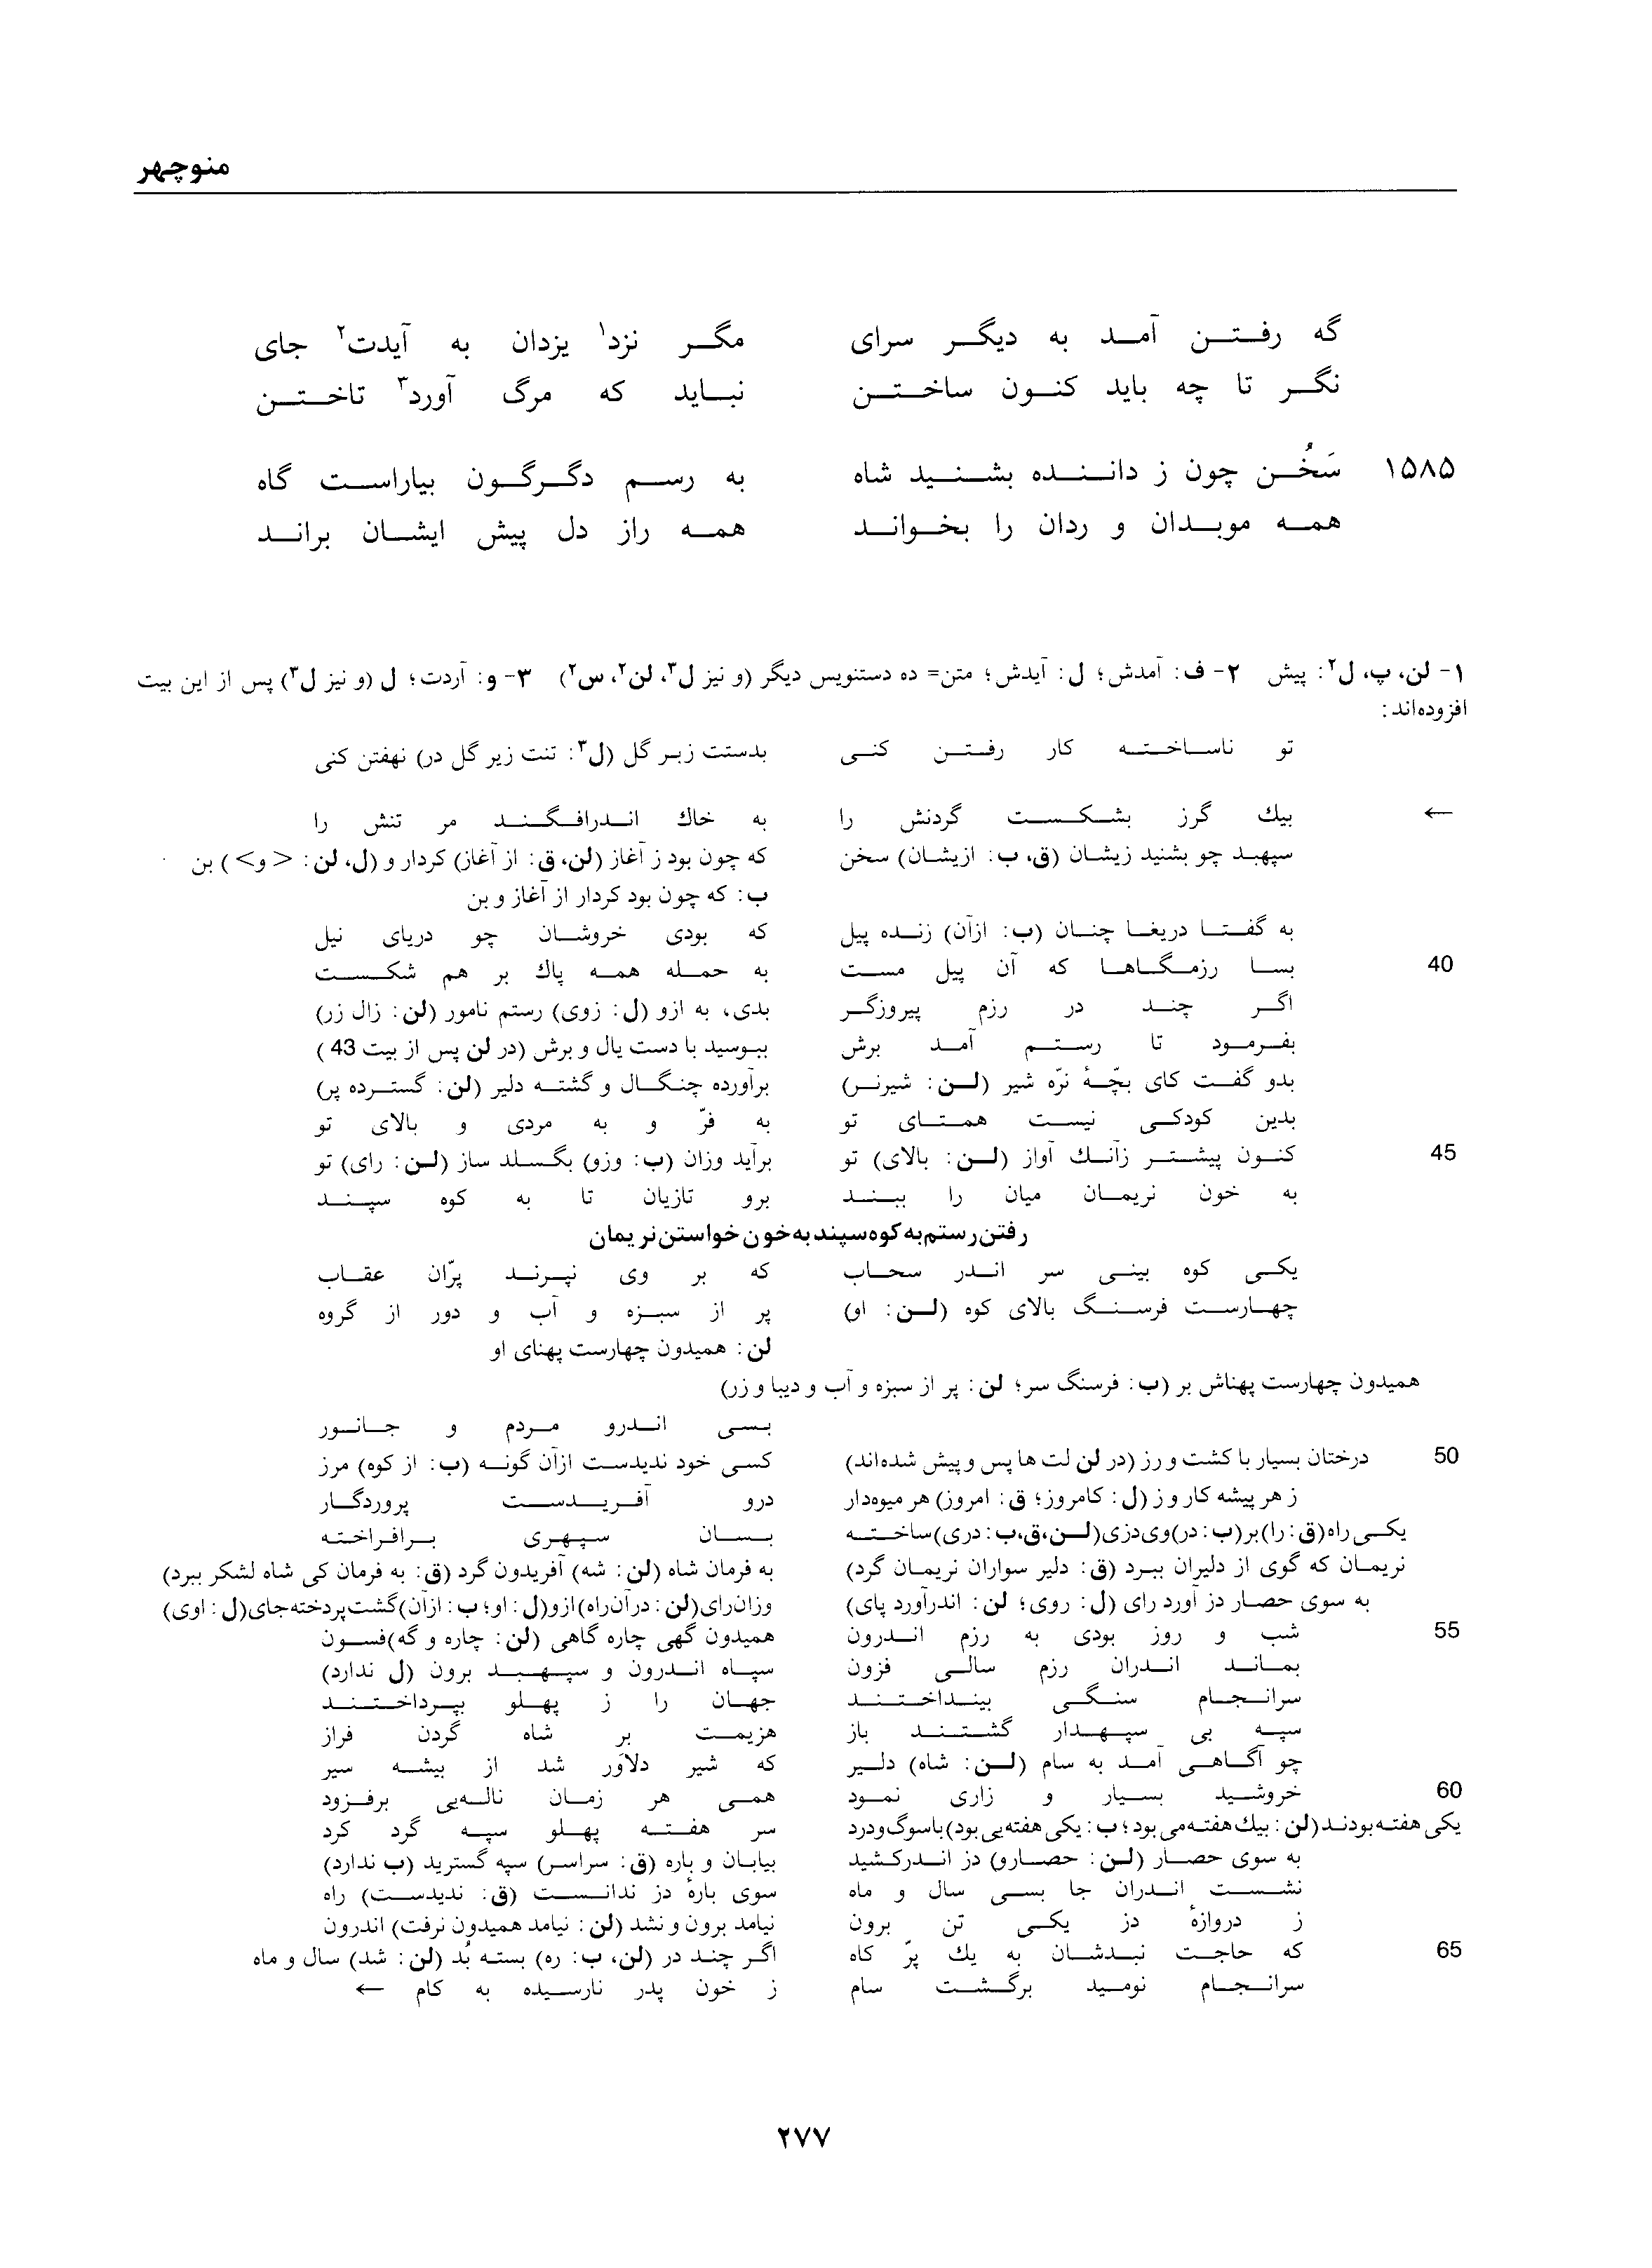 منوچهر
گه رفتن آمد به دیگر سرای مگر نزد۱ یزدان به آیدت۲ جای
نگر تا چه باید کنون ساختن نباید که مرگ آورد۳ تاختن
۱۵۸۵ سَخُن چون ز داننده بشنید شاه به رسم دگرگون بیاراست گاه
همه موبدان و ردان را بخواند همه راز دل پیش ایشان براند
۱- لن، پ، ل۲: پیش ۲- ف: آمدش؛ ل: آیدش؛ متن= ده دستنویس دیگر (و نیز ل۳، لن۲، س۲) ۳- و: آردت؛ ل (و نیز ل۳) پس از این بیت
افزوده‌اند:
تو ناساخته کار رفتن کنی بدستت زبر گل (ل۳: تنت زیر گل در) نهفتن کنی
← بیك گرز بشکست گردنش را به خاك اندرافگند مر تنش را
سپهبد چو بشنید زیشان (ق، ب: ازیشان) سخن که چون بود ز آغاز (لن، ق: از آغاز) کردار و (ل، لن: <و>) بن
ب: که چون بود کردار از آغاز و بن
به گفتا دریغا چنان (ب: ازآن) زنده پیل که بودی خروشان چو دریای نیل
40 بسا رزمگاها که آن پیل مست به حمله همه پاك بر هم شکست
اگر چند در رزم پیروزگر بدی، به ازو (ل: زوی) رستم نامور (لن: زال زر)
بفرمود تا رستم آمد برش ببوسید با دست یال و برش (در لن پس از بیت 43)
بدو گفت کای بچّهٔ نرّه شیر (لن: شیرنر) برآورده چنگال و گشته دلیر (لن: گسترده پر)
بدین کودکی نیست همتای تو به فرّ و به مردی و بالای تو
45 کنون پیشتر زانك آواز (لن: بالای) تو برآید وزان (ب: وزو) بگسلد ساز (لن: رای) تو
به خون نریمان میان را ببند برو تازیان تا به کوه سپند
رفتن رستم به کوه سپند به خون خواستن نریمان
یکی کوه بینی سر اندر سحاب که بر وی نپرند پرّان عقاب
چهارست فرسنگ بالای کوه (لن: او) پر از سبزه و آب و دور از گروه
لن: همیدون چهارست پهنای او
همیدون چهارست پهناش بر (ب: فرسنگ سر؛ لن: پر از سبزه و آب و دیبا و زر)
بسی اندرو مردم و جانور
50 درختان بسیار با کشت و رز (در لن لت ها پس و پیش شده‌اند) کسی خود ندیدست ازآن گونه (ب: از کوه) مرز
ز هر پیشه کار و ز (ل: کامروز؛ ق: امروز) هر میوه‌دار درو آفریدست پروردگار
یکی راه (ق: را) بر (ب: در) وی دزی (لن، ق، ب: دری) ساخته بسان سپهری برافراخته
نریمان که گوی از دلیران ببرد (ق: دلیر سواران نریمان گرد) به فرمان شاه (لن: شه) آفریدون گرد (ق: به فرمان کی شاه لشکر ببرد)
به سوی حصار دز آورد رای (ل: روی؛ لن: اندرآورد پای) وزان رای (لن: درآن راه) ازو (ل: او؛ ب: ازآن) گشت پردخته جای (ل: اوی)
55 شب و روز بودی به رزم اندرون همیدون گهی چاره گاهی (لن: چاره و گه) فسون
بماند اندران رزم سالی فزون سپاه اندرون و سپهبد برون (ل ندارد)
سرانجام سنگی بینداختند جهان را ز پهلو بپرداختند
سپه بی سپهدار گشتند باز هزیمت بر شاه گردن فراز
چو آگاهی آمد به سام (لن: شاه) دلیر که شیر دلاوَر شد از بیشه سیر
60 خروشید بسیار و زاری نمود همی هر زمان ناله‌یی برفزود
یکی هفته بودند (لن: بیك هفته می بود؛ ب: یکی هفته یی بود) با سوگ و درد سر هفته پهلو سپه گرد کرد
به سوی حصار (لن: حصارو) دز اندرکشید بیابان و باره (ق: سراسر) سپه گسترید (ب ندارد)
نشست اندران جا بسی سال و ماه سوی بارهٔ دز ندانست (ق: ندیدست) راه
ز دروازهٔ دز یکی تن برون نیامد برون و نشد (لن: نیامد همیدون نرفت) اندرون
65 که حاجت نبدشان به یك پرّ کاه اگر چند در (لن، ب: ره) بسته بُد (لن: شد) سال و ماه
سرانجام نومید برگشت سام ز خون پدر نارسیده به کام ←
۲۷۷